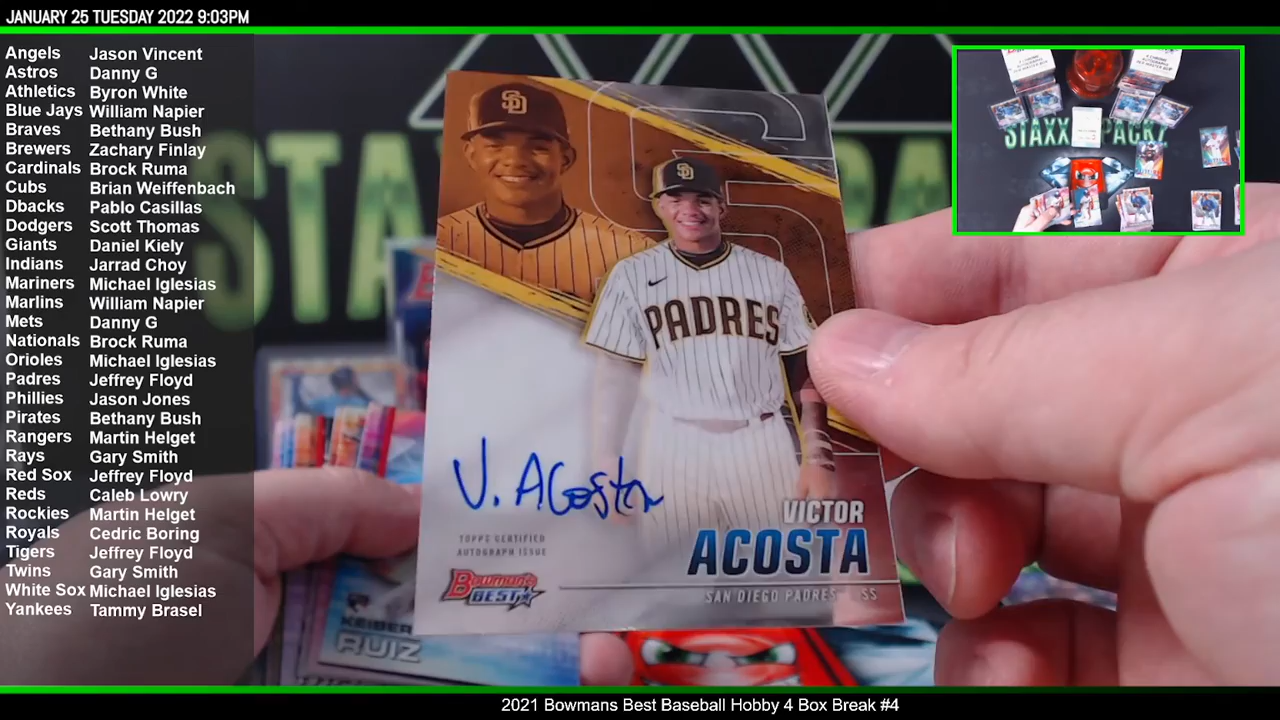 JANUARY 25 TUESDAY 2022 9:03PM
Angels Jason Vincent
Astros Danny G
Athletics Byron White
Blue Jays William Napier
Braves Bethany Bush
Brewers Zachary Finlay
Cardinals Brock Ruma
Cubs Brian Weiffenbach
Dbacks Pablo Casillas
Dodgers Scott Thomas
Giants Daniel Kiely
Indians Jarrad Choy
Mariners Michael Iglesias
Marlins William Napier
Mets Danny G
Nationals Brock Ruma
Orioles Michael Iglesias
Padres Jeffrey Floyd
Phillies Jason Jones
Pirates Bethany Bush
Rangers Martin Helget
Rays Gary Smith
Red Sox Jeffrey Floyd
Reds Caleb Lowry
Rockies Martin Helget
Royals Cedric Boring
Tigers Jeffrey Floyd
Twins Gary Smith
White Sox Michael Iglesias
Yankees Tammy Brasel
SD
SD
PADRES
V. Acosta
TOPPS CERTIFIED
AUTOGRAPH ISSUE
Bowman's
BEST
VICTOR
ACOSTA
SAN DIEGO PADRES SS
KEIBERT
RUIZ
2021 Bowmans Best Baseball Hobby 4 Box Break #4